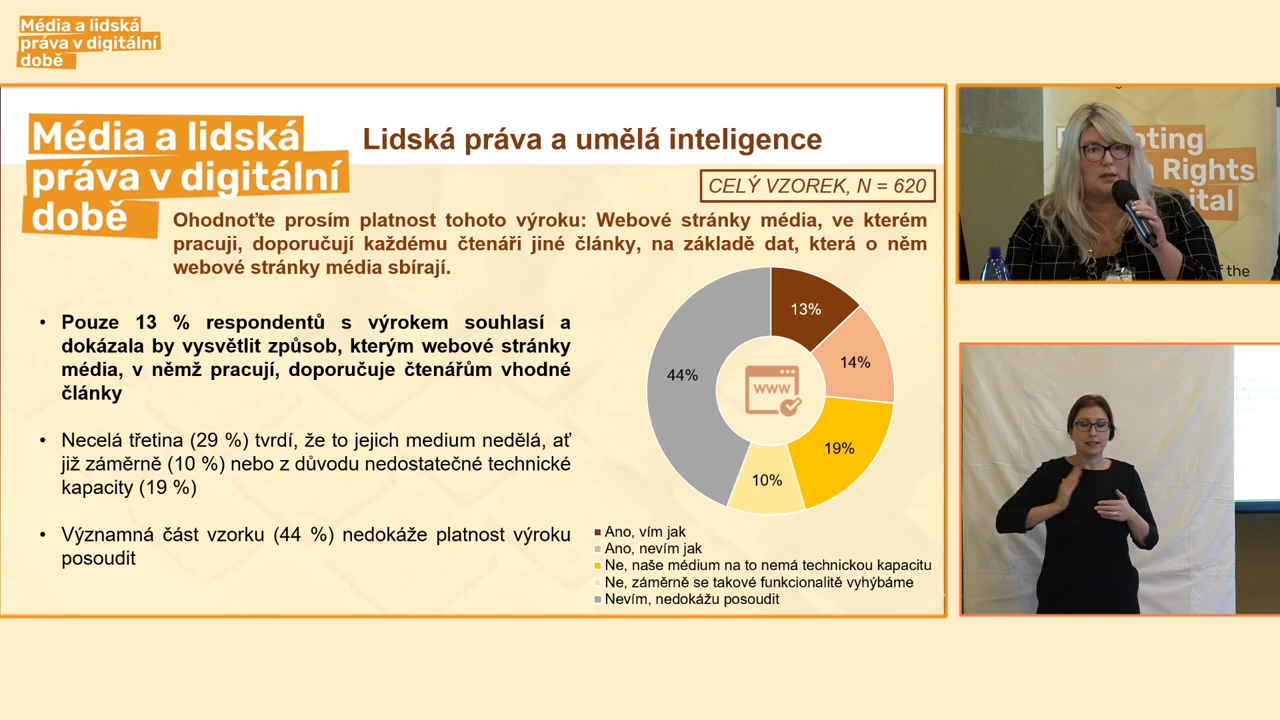 Média a lidská
práva v digitální
době
Média a lidská
práva v digitální
době
Lidská práva a umělá inteligence
CELÝ VZOREK, N = 620
Ohodnoťte prosím platnost tohoto výroku: Webové stránky média, ve kterém
pracuji, doporučují každému čtenáři jiné články, na základě dat, která o něm
webové stránky média sbírají.
• Pouze 13 % respondentů s výrokem souhlasí a
dokázala by vysvětlit způsob, kterým webové stránky
média, v němž pracují, doporučuje čtenářům vhodné
články
• Necelá třetina (29 %) tvrdí, že to jejich medium nedělá, ať
již záměrně (10 %) nebo z důvodu nedostatečné technické
kapacity (19 %)
• Významná část vzorku (44 %) nedokáže platnost výroku
posoudit
13%
14%
44%
www
19%
10%
Ano, vím jak
Ano, nevím jak
Ne, naše médium na to nemá technickou kapacitu
Ne, záměrně se takové funkcionalitě vyhýbáme
Nevím, nedokážu posoudit
Rights
the